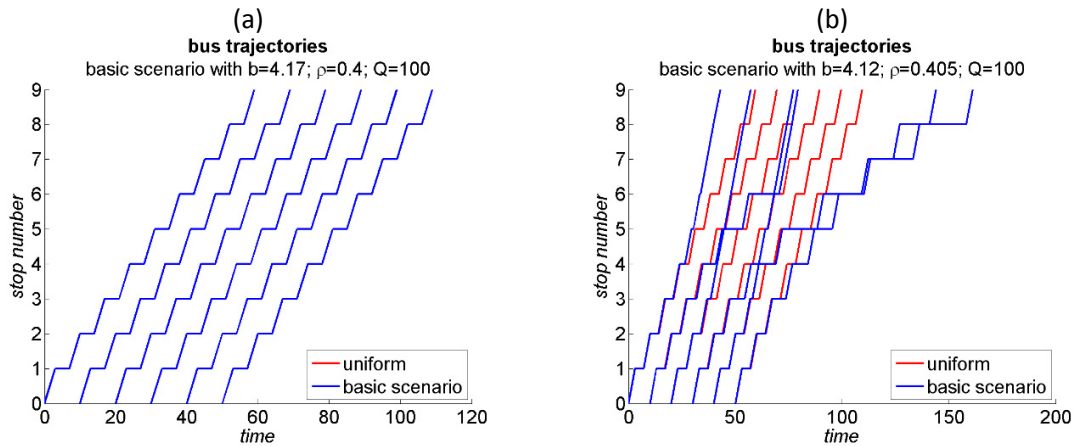 (a)
bus trajectories
basic scenario with b=4.17; ρ=0.4; Q=100
9
8
7
6
5
4
3
2
1
0
stop number
0 20 40 60 80 100 120
time
uniform
basic scenario
(b)
bus trajectories
basic scenario with b=4.12; ρ=0.405; Q=100
9
8
7
6
5
4
3
2
1
0
stop number
0 50 100 150 200
time
uniform
basic scenario